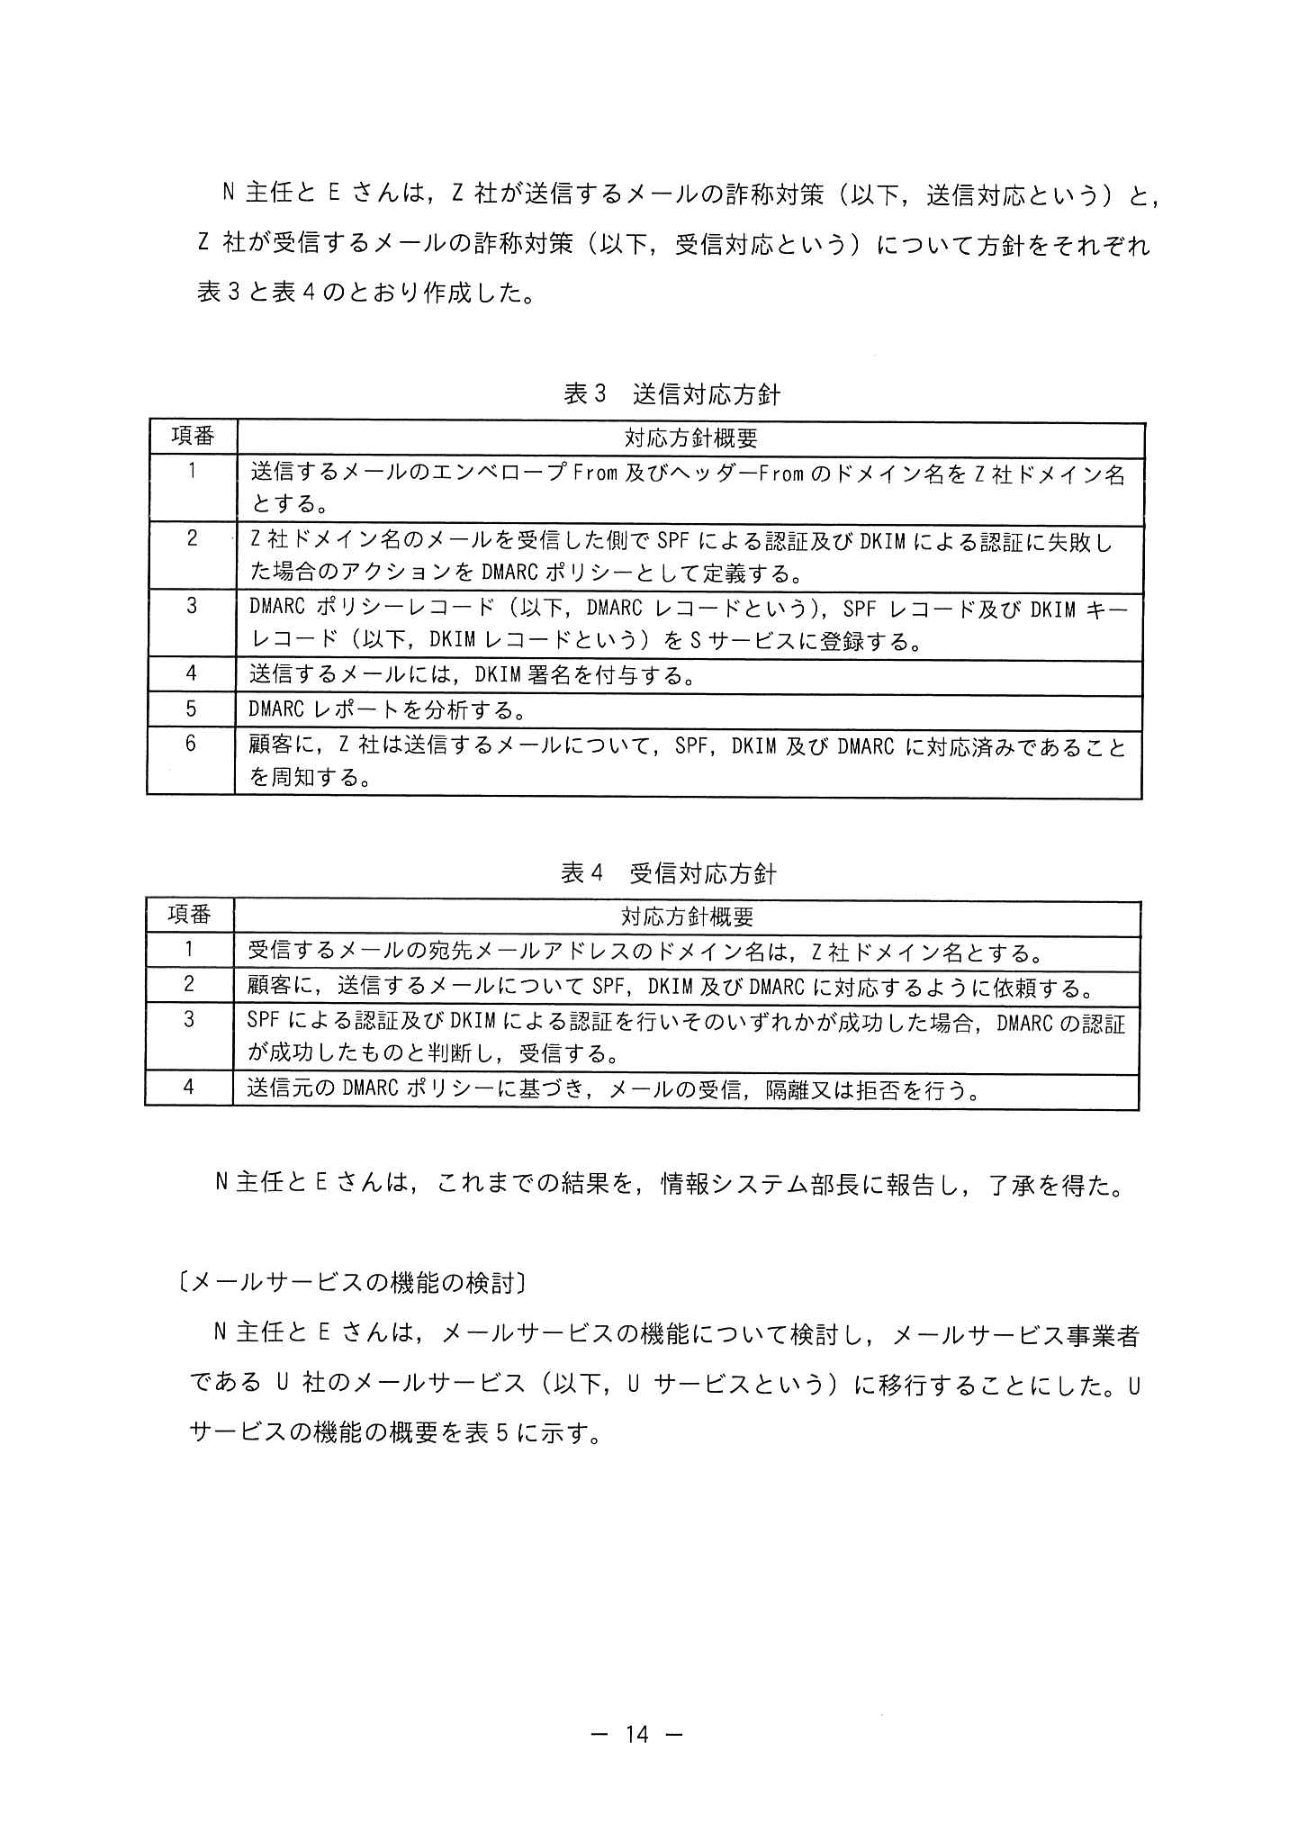 N 主任と E さんは，Z 社が送信するメールの詐称対策（以下，送信対応という）と，
Z 社が受信するメールの詐称対策（以下，受信対応という）について方針をそれぞれ
表 3 と表 4 のとおり作成した。
表 3　送信対応方針
項番　対応方針概要
1　送信するメールのエンベロープ From 及びヘッダーFrom のドメイン名を Z 社ドメイン名
とする。
2　Z 社ドメイン名のメールを受信した側で SPF による認証及び DKIM による認証に失敗し
た場合のアクションを DMARC ポリシーとして定義する。
3　DMARC ポリシーレコード（以下，DMARC レコードという），SPF レコード及び DKIM キー
レコード（以下，DKIM レコードという）を S サービスに登録する。
4　送信するメールには，DKIM 署名を付与する。
5　DMARC レポートを分析する。
6　顧客に，Z 社は送信するメールについて，SPF，DKIM 及び DMARC に対応済みであること
を周知する。
表 4　受信対応方針
項番　対応方針概要
1　受信するメールの宛先メールアドレスのドメイン名は，Z 社ドメイン名とする。
2　顧客に，送信するメールについて SPF，DKIM 及び DMARC に対応するように依頼する。
3　SPF による認証及び DKIM による認証を行いそのいずれかが成功した場合，DMARC の認証
が成功したものと判断し，受信する。
4　送信元の DMARC ポリシーに基づき，メールの受信，隔離又は拒否を行う。
N 主任と E さんは，これまでの結果を，情報システム部長に報告し，了承を得た。
〔メールサービスの機能の検討〕
N 主任と E さんは，メールサービスの機能について検討し，メールサービス事業者
である U 社のメールサービス（以下，U サービスという）に移行することにした。U
サービスの機能の概要を表 5 に示す。
－ 14 －